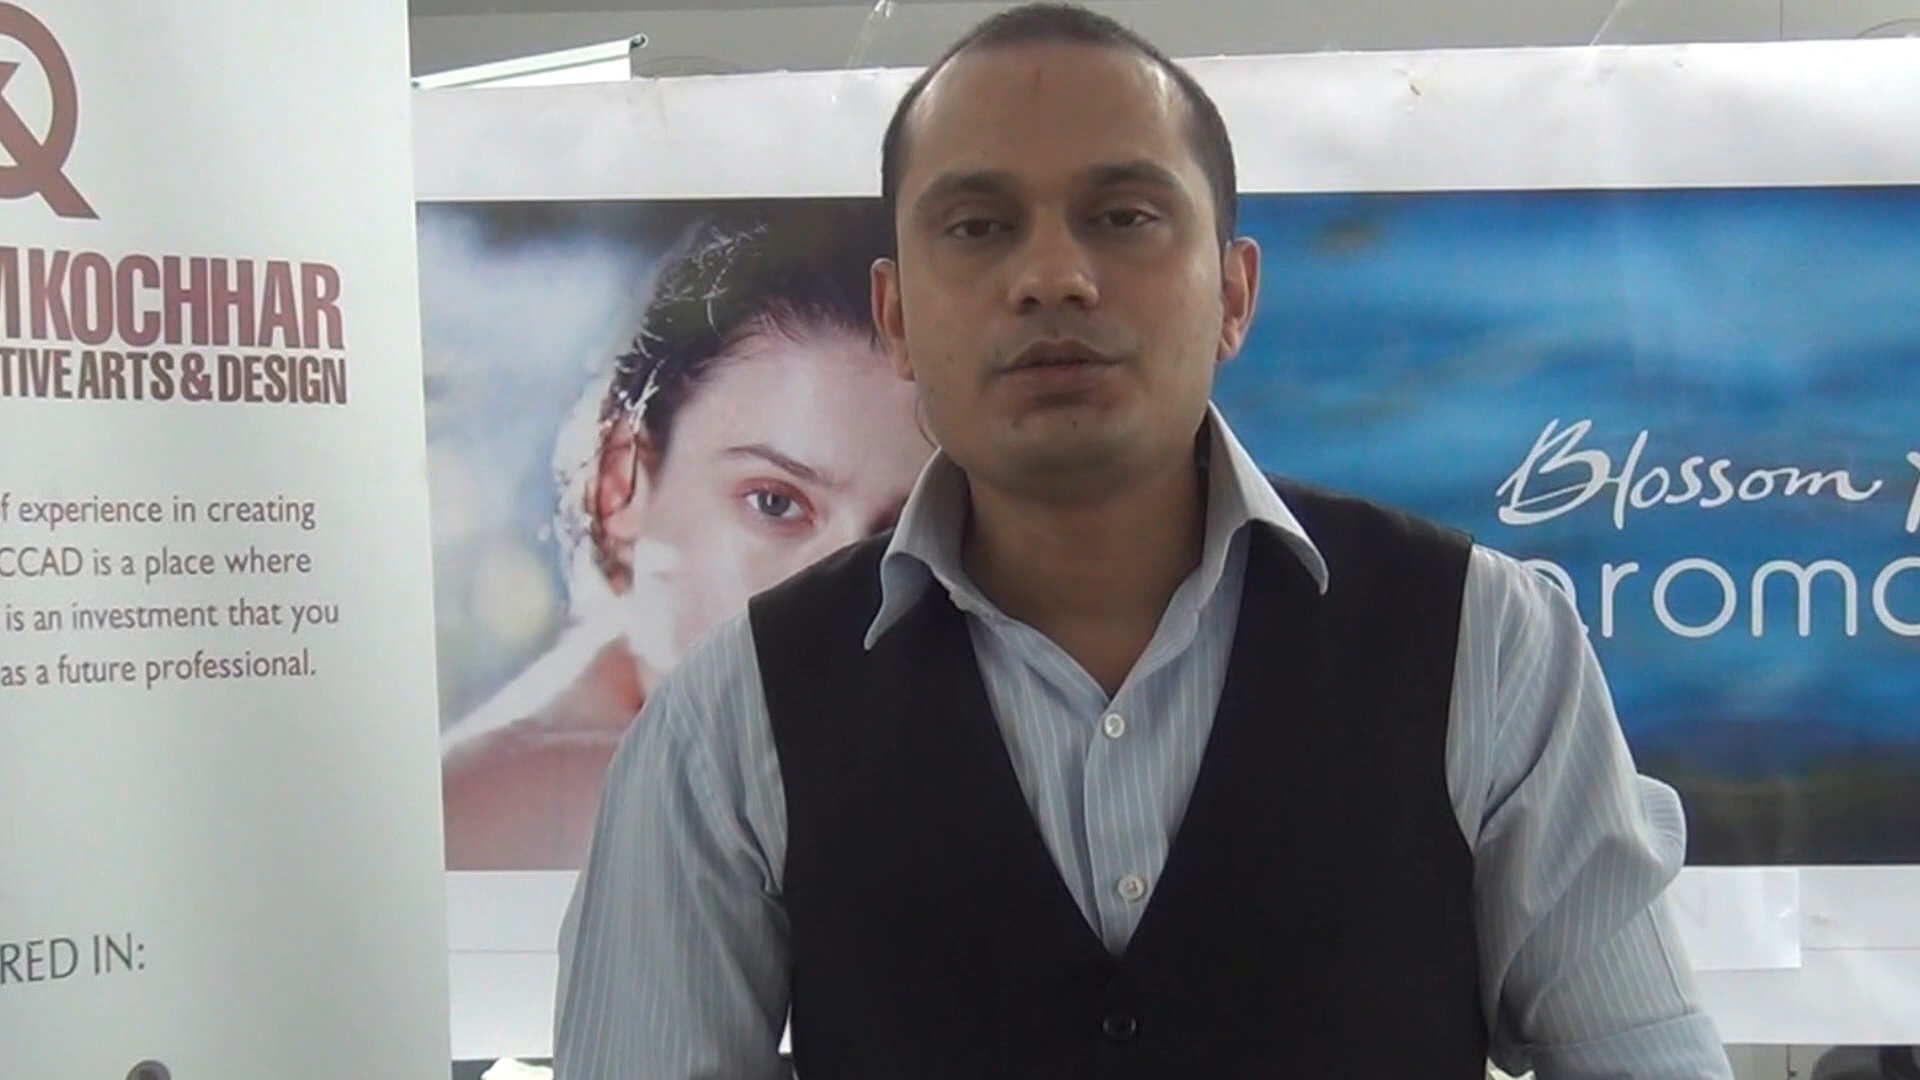 KOCHHAR
TIVE ARTS & DESIGN
of experience in creating
CCAD is a place where
is an investment that you
as a future professional.
RED IN:
Blossom
aroma